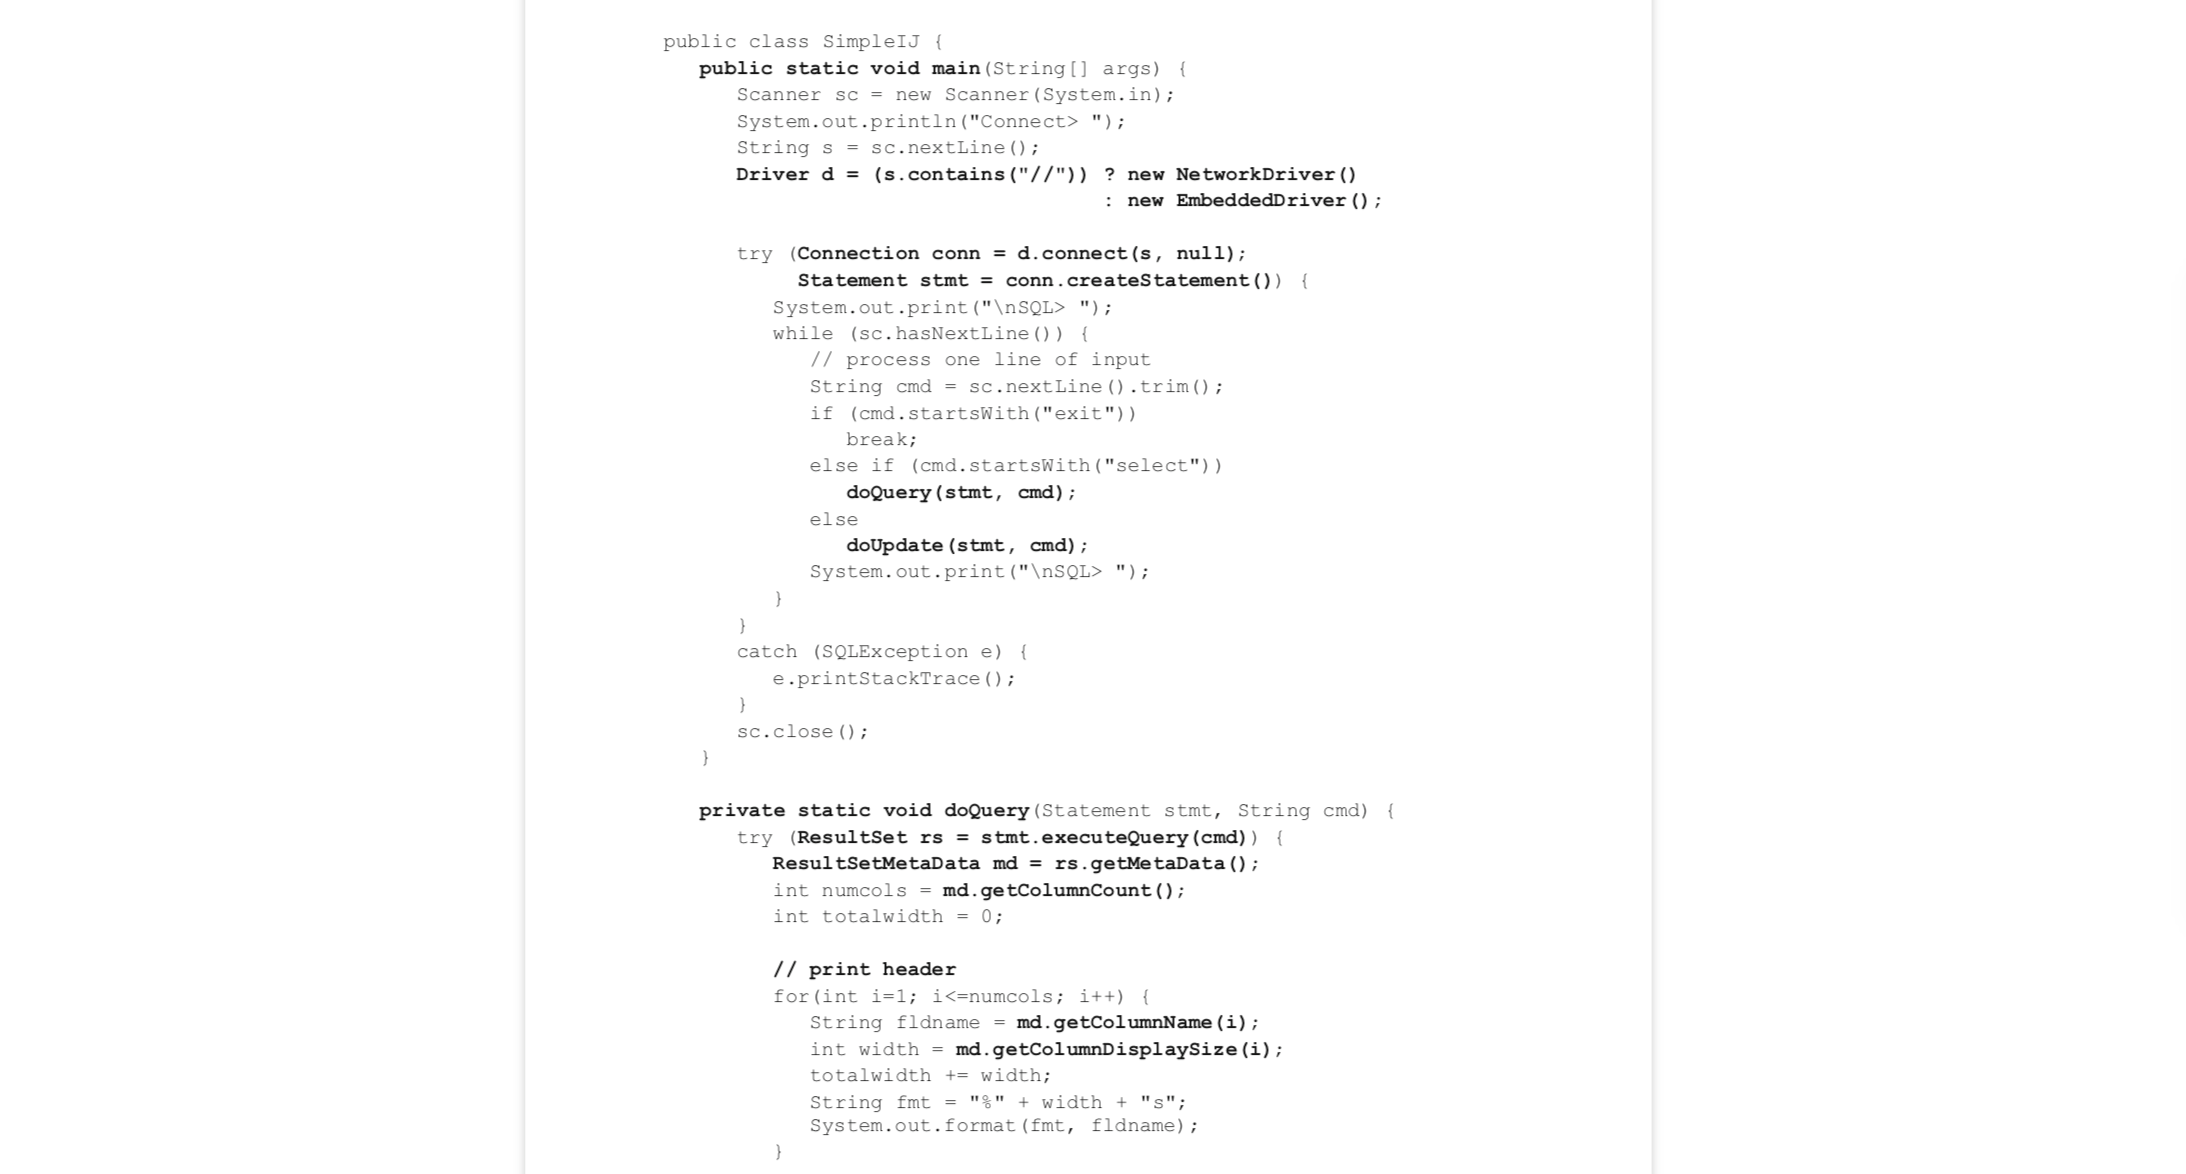 public class SimpleIJ {
   public static void main(String[] args) {
      Scanner sc = new Scanner(System.in);
      System.out.println("Connect> ");
      String s = sc.nextLine();
      Driver d = (s.contains("//")) ? new NetworkDriver()
                                    : new EmbeddedDriver();

      try (Connection conn = d.connect(s, null);
           Statement stmt = conn.createStatement()) {
         System.out.print("\nSQL> ");
         while (sc.hasNextLine()) {
            // process one line of input
            String cmd = sc.nextLine().trim();
            if (cmd.startsWith("exit"))
               break;
            else if (cmd.startsWith("select"))
               doQuery(stmt, cmd);
            else
               doUpdate(stmt, cmd);
            System.out.print("\nSQL> ");
         }
      }
      catch (SQLException e) {
         e.printStackTrace();
      }
      sc.close();
   }

   private static void doQuery(Statement stmt, String cmd) {
      try (ResultSet rs = stmt.executeQuery(cmd)) {
         ResultSetMetaData md = rs.getMetaData();
         int numcols = md.getColumnCount();
         int totalwidth = 0;

         // print header
         for(int i=1; i<=numcols; i++) {
            String fldname = md.getColumnName(i);
            int width = md.getColumnDisplaySize(i);
            totalwidth += width;
            String fmt = "%" + width + "s";
            System.out.format(fmt, fldname);
         }